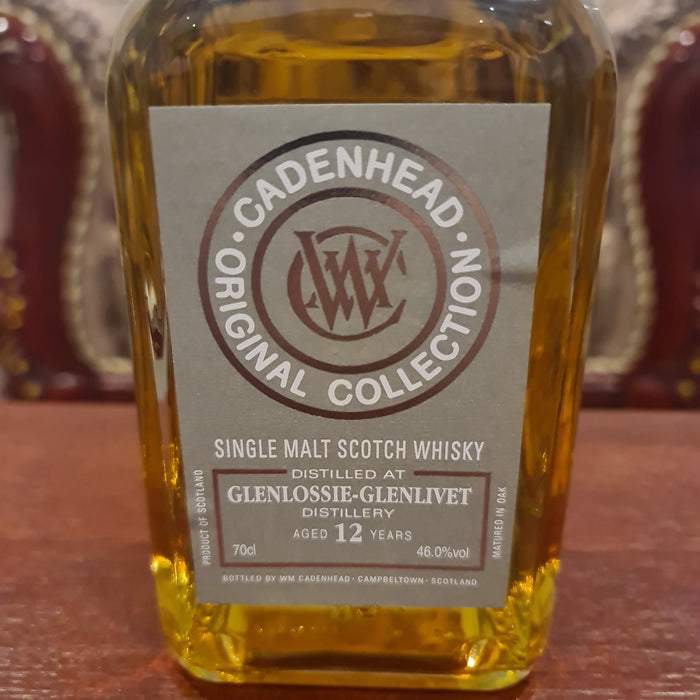 · CADENHEAD ·
ORIGINAL COLLECTION
WC
SINGLE MALT SCOTCH WHISKY
DISTILLED AT
GLENLOSSIE-GLENLIVET
DISTILLERY
AGED 12 YEARS
70cl 46.0%vol
PRODUCT OF SCOTLAND
MATURED IN OAK
BOTTLED BY WM CADENHEAD · CAMPBELTOWN · SCOTLAND